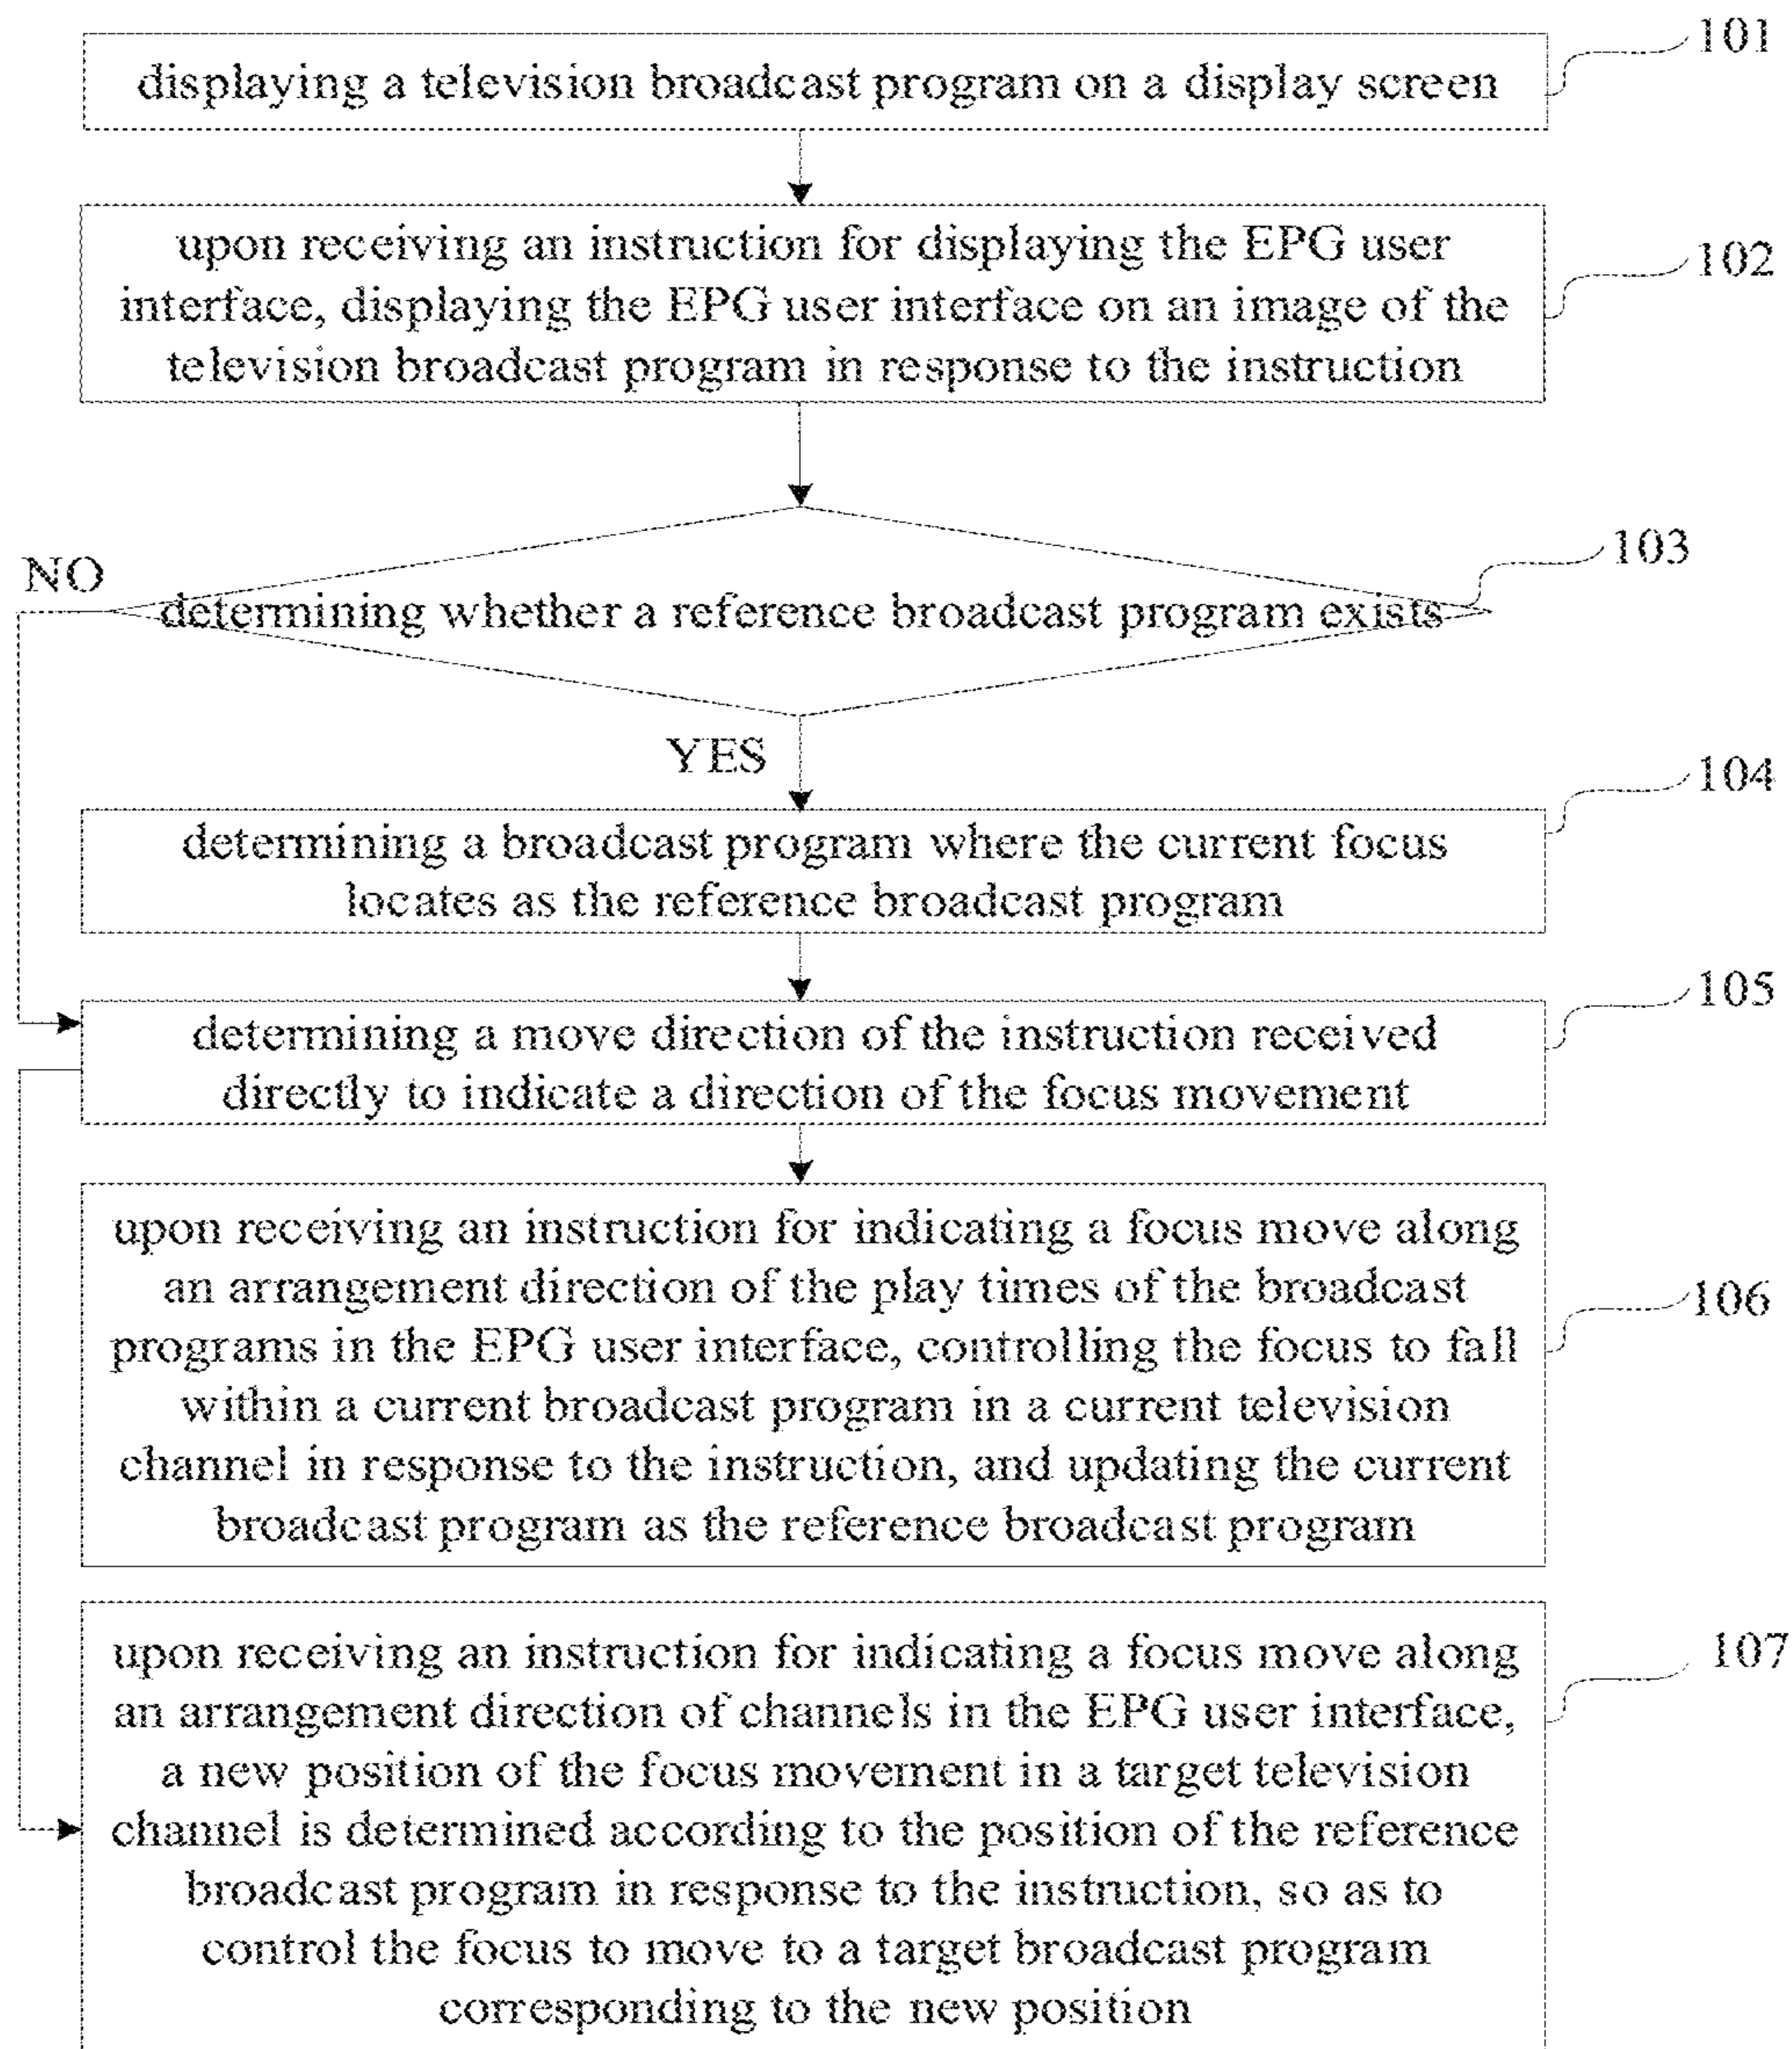 101
displaying a television broadcast program on a display screen
upon receiving an instruction for displaying the EPG user
interface, displaying the EPG user interface on an image of the
television broadcast program in response to the instruction
102
103
NO
determining whether a reference broadcast program exists
YES
104
determining a broadcast program where the current focus
locates as the reference broadcast program
105
determining a move direction of the instruction received
directly to indicate a direction of the focus movement
upon receiving an instruction for indicating a focus move along
an arrangement direction of the play times of the broadcast
programs in the EPG user interface, controlling the focus to fall
within a current broadcast program in a current television
channel in response to the instruction, and updating the current
broadcast program as the reference broadcast program
106
upon receiving an instruction for indicating a focus move along
an arrangement direction of channels in the EPG user interface,
a new position of the focus movement in a target television
channel is determined according to the position of the reference
broadcast program in response to the instruction, so as to
control the focus to move to a target broadcast program
corresponding to the new position
107